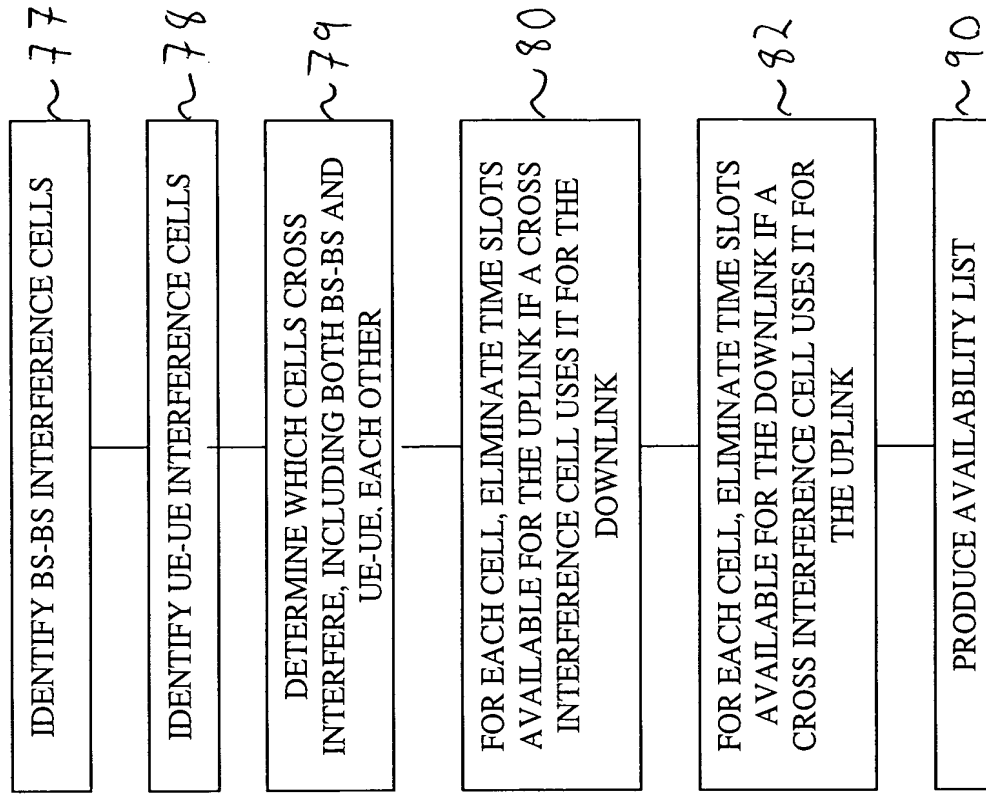 IDENTIFY BS-BS INTERFERENCE CELLS
~77
IDENTIFY UE-UE INTERFERENCE CELLS
~78
DETERMINE WHICH CELLS CROSS
INTERFERE, INCLUDING BOTH BS-BS AND
UE-UE, EACH OTHER
~79
FOR EACH CELL, ELIMINATE TIME SLOTS
AVAILABLE FOR THE UPLINK IF A CROSS
INTERFERENCE CELL USES IT FOR THE
DOWNLINK
~80
FOR EACH CELL, ELIMINATE TIME SLOTS
AVAILABLE FOR THE DOWNLINK IF A
CROSS INTERFERENCE CELL USES IT FOR
THE UPLINK
~82
PRODUCE AVAILABILITY LIST
~90